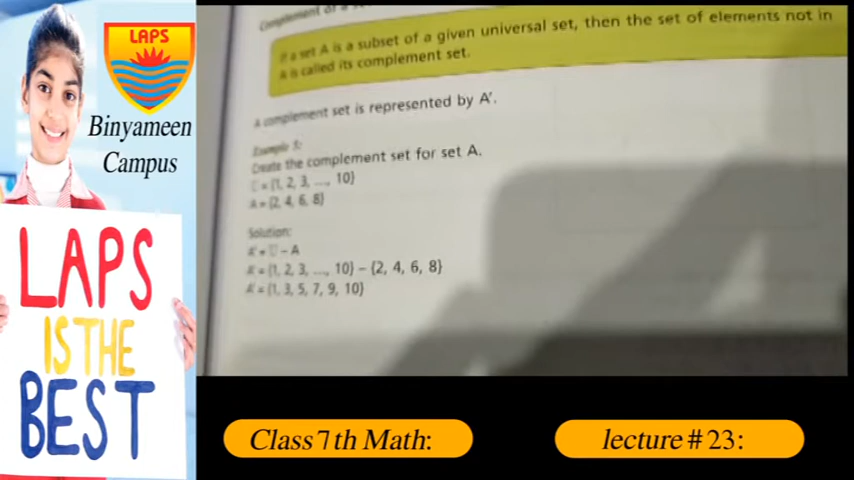 LAPS
Binyameen
Campus
LAPS
IS THE
BEST
Complement of a
If a set A is a subset of a given universal set, then the set of elements not in
A is called its complement set.
A complement set is represented by A'.
Example 5:
Create the complement set for set A.
U = {1, 2, 3, ..., 10}
A = {2, 4, 6, 8}
Solution:
A' = U – A
A' = {1, 2, 3, ..., 10} – {2, 4, 6, 8}
A' = {1, 3, 5, 7, 9, 10}
Class 7th Math:
lecture # 23: